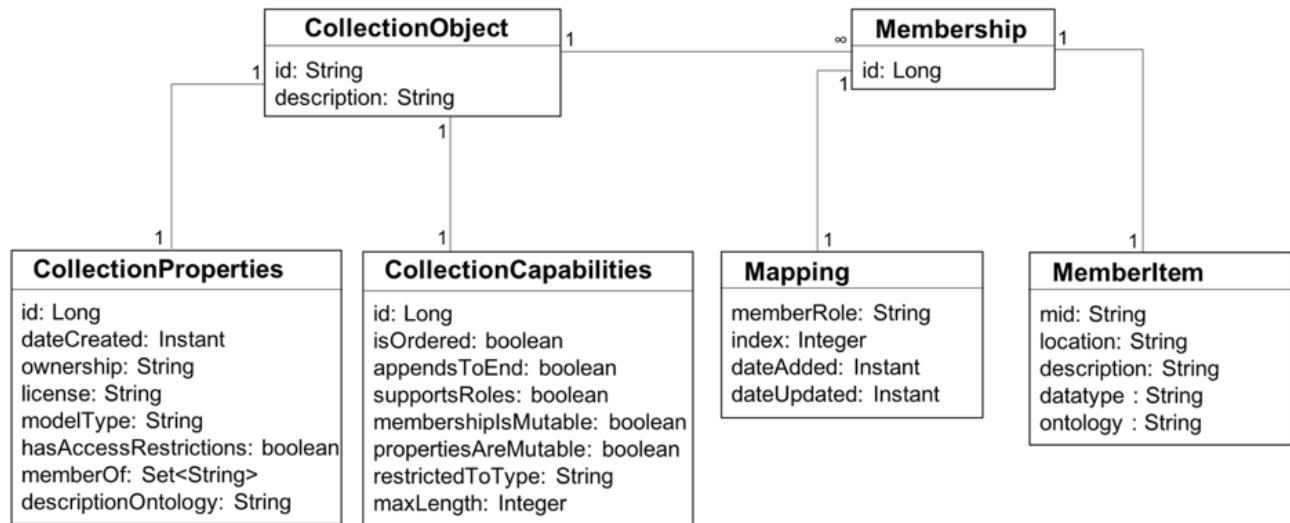 CollectionObject
id: String
description: String
1
∞
Membership
id: Long
1
1
1
1
1
1
1
1
1
CollectionProperties
id: Long
dateCreated: Instant
ownership: String
license: String
modelType: String
hasAccessRestrictions: boolean
memberOf: Set<String>
descriptionOntology: String
CollectionCapabilities
id: Long
isOrdered: boolean
appendsToEnd: boolean
supportsRoles: boolean
membershipIsMutable: boolean
propertiesAreMutable: boolean
restrictedToType: String
maxLength: Integer
Mapping
memberRole: String
index: Integer
dateAdded: Instant
dateUpdated: Instant
MemberItem
mid: String
location: String
description: String
datatype : String
ontology : String